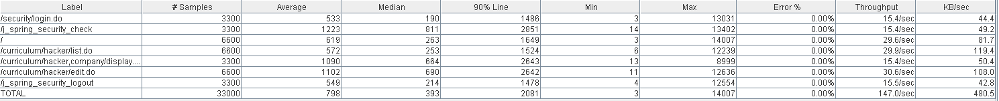 Label # Samples Average Median 90% Line Min Max Error % Throughput KB/sec
/security/login.do 3300 533 190 1486 3 13031 0.00% 15.4/sec 44.4
/j_spring_security_check 3300 1223 811 2851 14 13402 0.00% 15.4/sec 49.2
/ 6600 619 263 1649 3 14007 0.00% 29.6/sec 81.7
/curriculum/hacker/list.do 6600 572 253 1524 6 12239 0.00% 29.9/sec 119.4
/curriculum/hacker,company/display.... 3300 1090 664 2643 13 8999 0.00% 15.4/sec 50.4
/curriculum/hacker/edit.do 6600 1102 690 2642 11 12636 0.00% 30.6/sec 108.0
/j_spring_security_logout 3300 549 214 1478 4 12554 0.00% 15.5/sec 42.8
TOTAL 33000 798 393 2081 3 14007 0.00% 147.0/sec 480.5